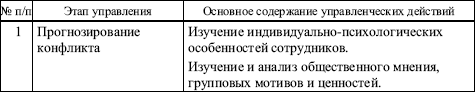 № п/п Этап управления Основное содержание управленческих действий
1 Прогнозирование Изучение индивидуально-психологических
конфликта особенностей сотрудников.
Изучение и анализ общественного мнения,
групповых мотивов и ценностей.